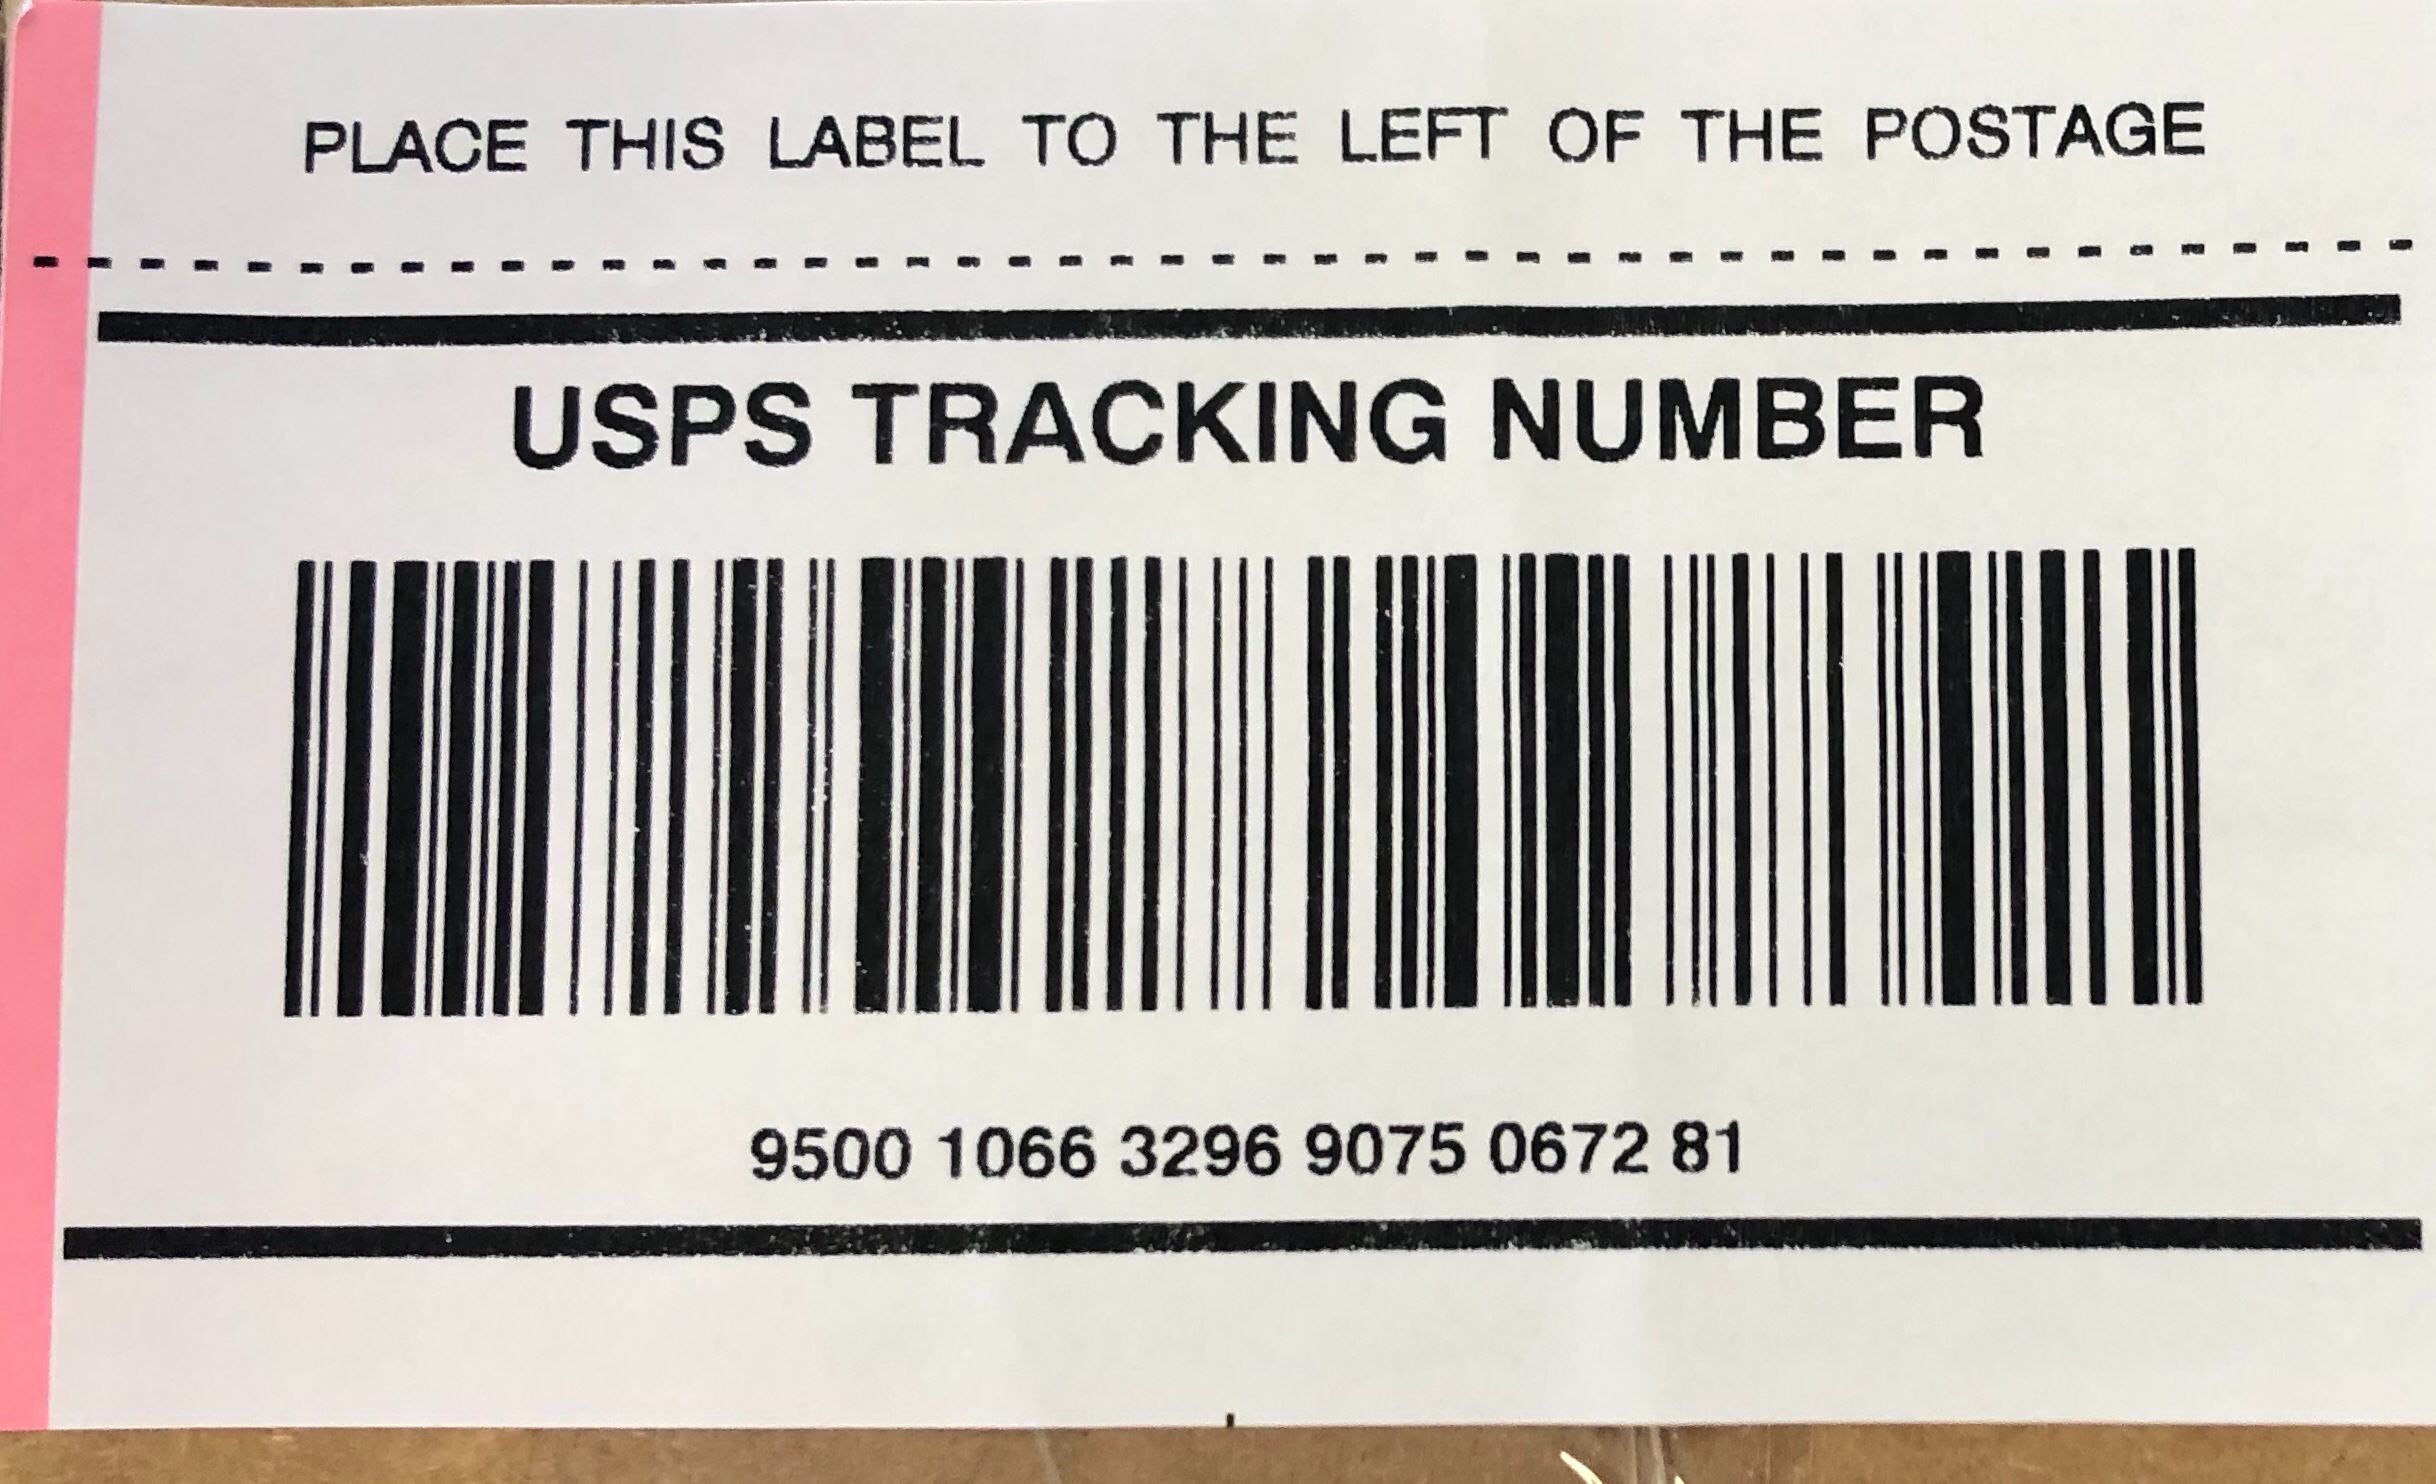 PLACE THIS LABEL TO THE LEFT OF THE POSTAGE
USPS TRACKING NUMBER
9500 1066 3296 9075 0672 81